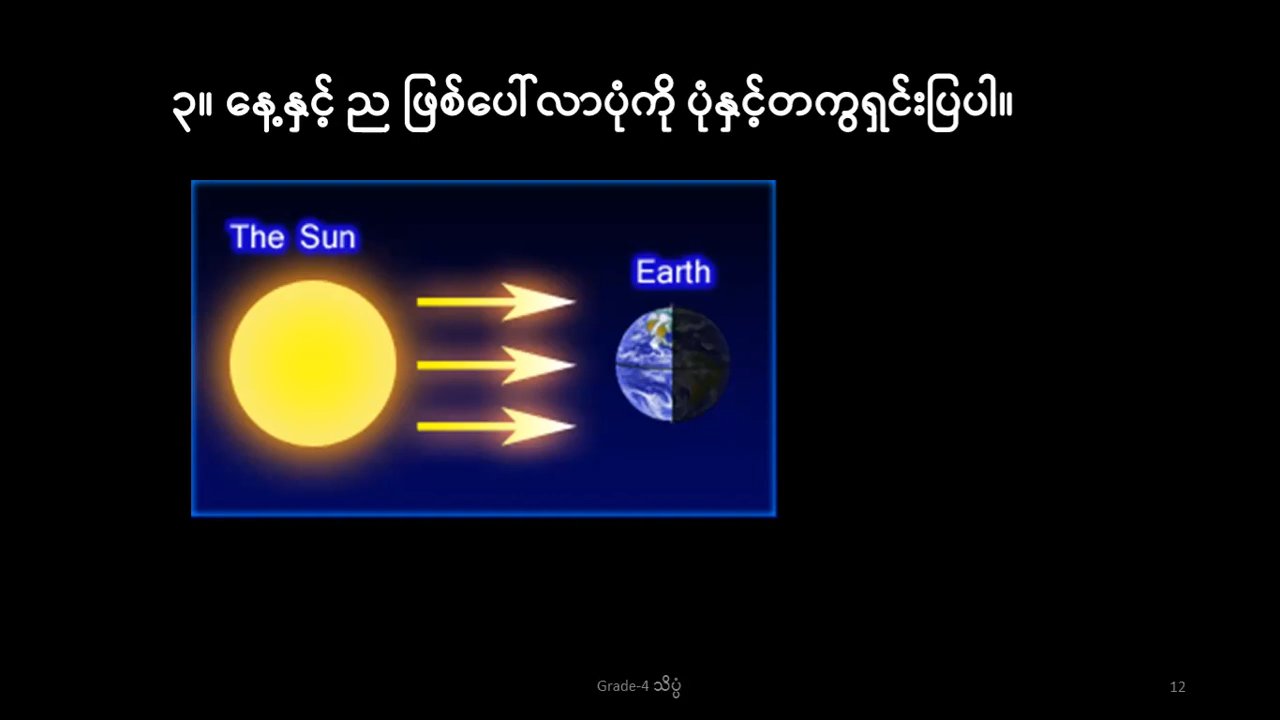 ၃။ နေ့နှင့် ည ဖြစ်ပေါ်လာပုံကို ပုံနှင့်တကွရှင်းပြပါ။
The Sun
Earth
Grade-4 သိပ္ပံ
12